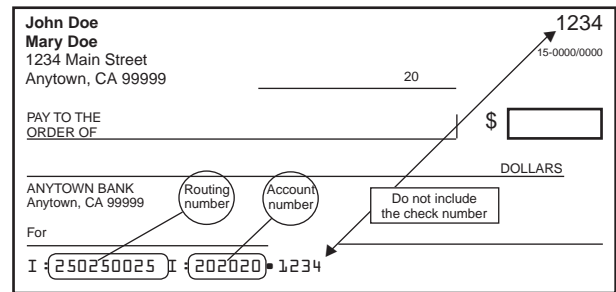 John Doe
Mary Doe
1234 Main Street
Anytown, CA 99999
1234
15-0000/0000
20
PAY TO THE
ORDER OF
$
DOLLARS
ANYTOWN BANK
Anytown, CA 99999
Routing
number
Account
number
Do not include
the check number
For
I:250250025 I:202020•1234